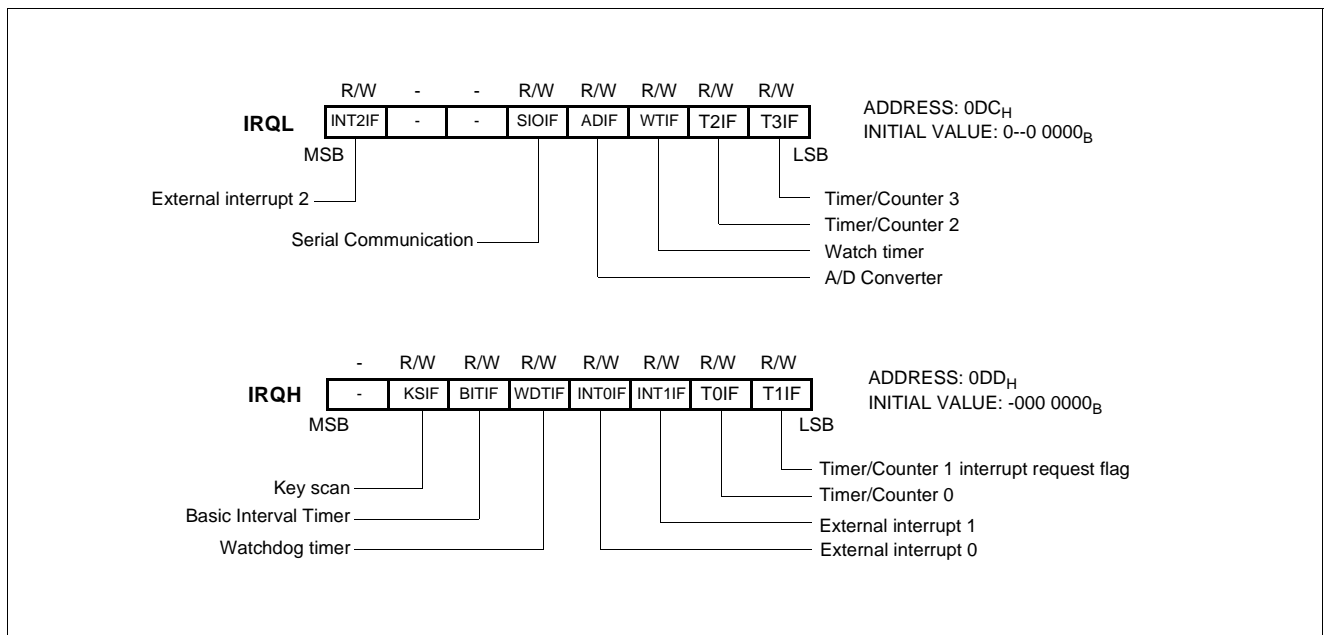 R/W - - R/W R/W R/W R/W R/W
IRQL INT2IF - - SIOIF ADIF WTIF T2IF T3IF
MSB LSB
ADDRESS: 0DCH
INITIAL VALUE: 0--0 0000B
External interrupt 2
Serial Communication
Timer/Counter 3
Timer/Counter 2
Watch timer
A/D Converter
- R/W R/W R/W R/W R/W R/W R/W
IRQH - KSIF BITIF WDTIF INT0IF INT1IF T0IF T1IF
MSB LSB
ADDRESS: 0DDH
INITIAL VALUE: -000 0000B
Key scan
Basic Interval Timer
Watchdog timer
Timer/Counter 1 interrupt request flag
Timer/Counter 0
External interrupt 1
External interrupt 0